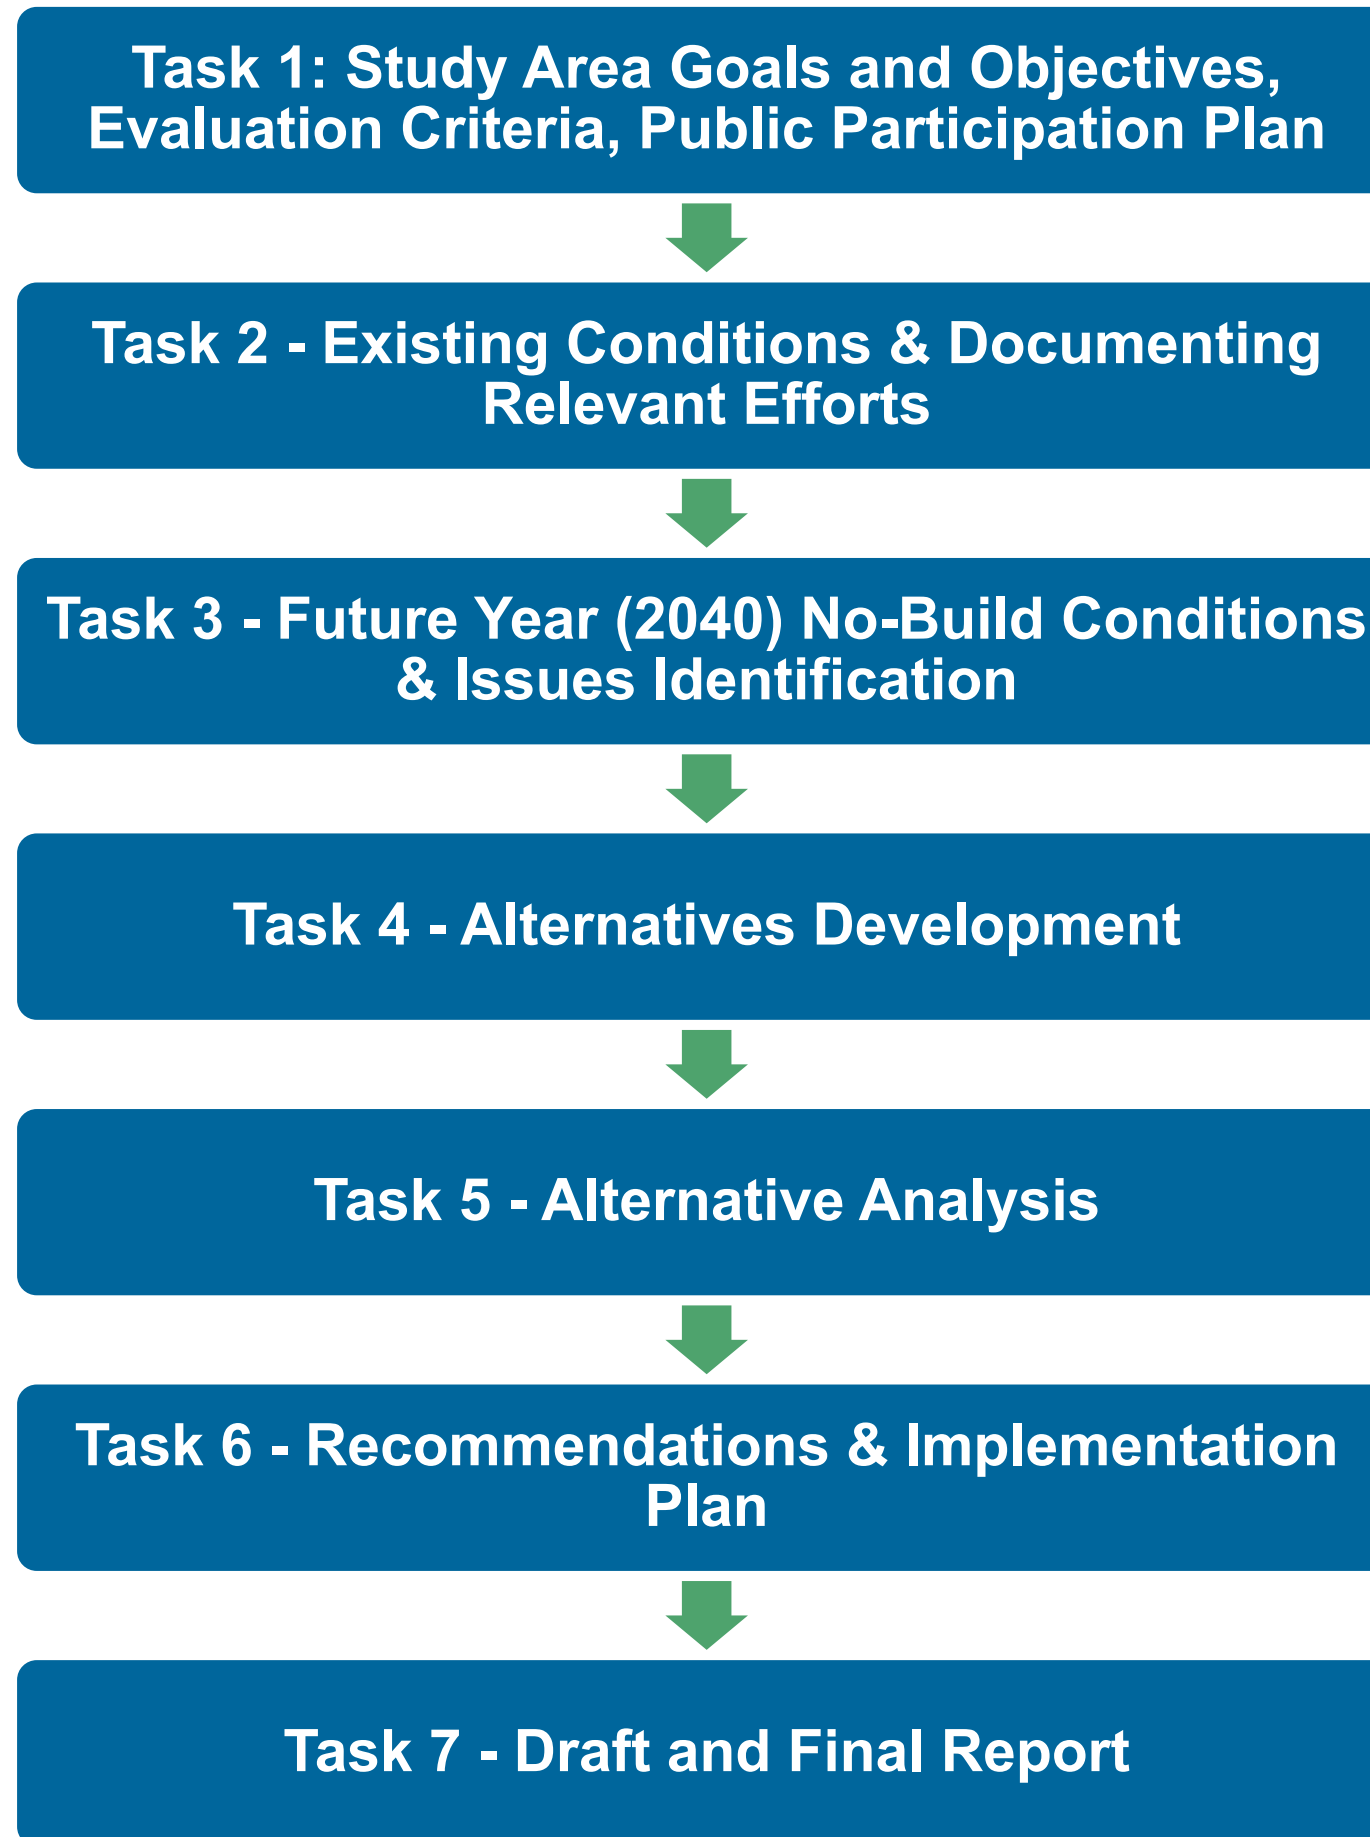 Task 1: Study Area Goals and Objectives,
Evaluation Criteria, Public Participation Plan
Task 2 - Existing Conditions & Documenting
Relevant Efforts
Task 3 - Future Year (2040) No-Build Conditions
& Issues Identification
Task 4 - Alternatives Development
Task 5 - Alternative Analysis
Task 6 - Recommendations & Implementation
Plan
Task 7 - Draft and Final Report